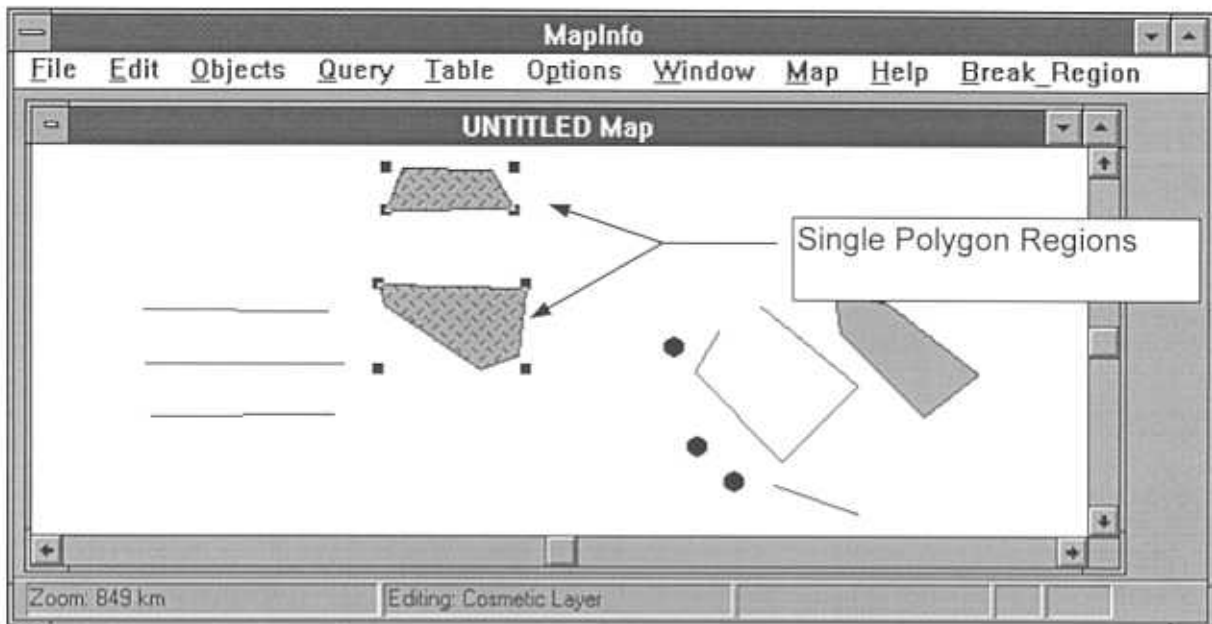 MapInfo
File Edit Objects Query Table Options Window Map Help Break_Region
UNTITLED Map
Single Polygon Regions
Zoom: 849 km Editing: Cosmetic Layer